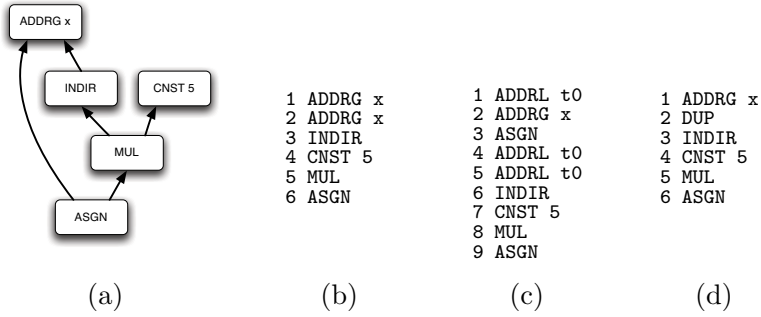 ADDRG x
INDIR
CNST 5
MUL
ASGN
(a)
1 ADDRG x
2 ADDRG x
3 INDIR
4 CNST 5
5 MUL
6 ASGN
(b)
1 ADDRL t0
2 ADDRG x
3 ASGN
4 ADDRL t0
5 ADDRL t0
6 INDIR
7 CNST 5
8 MUL
9 ASGN
(c)
1 ADDRG x
2 DUP
3 INDIR
4 CNST 5
5 MUL
6 ASGN
(d)